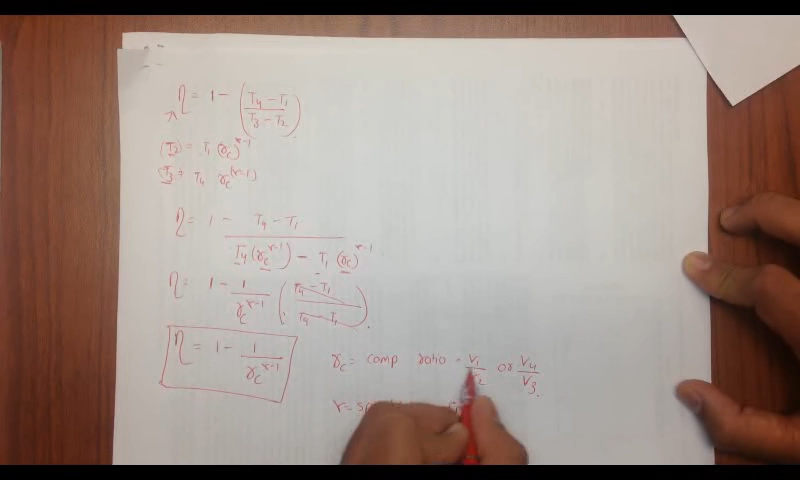 η = 1 - (T4 - T1 / T3 - T2)
(T2) = T1 (rc)^γ-1
(T3 = T4 rc^(γ-1)
η = 1 - T4 - T1 / T4(rc^γ-1) - T1 (rc)^γ-1
η = 1 - 1 / rc^γ-1 (T4 - T1 / T4 - T1).
η = 1 - 1 / rc^γ-1
rc = comp ratio = V1 / V2 or V4 / V3.
γ =